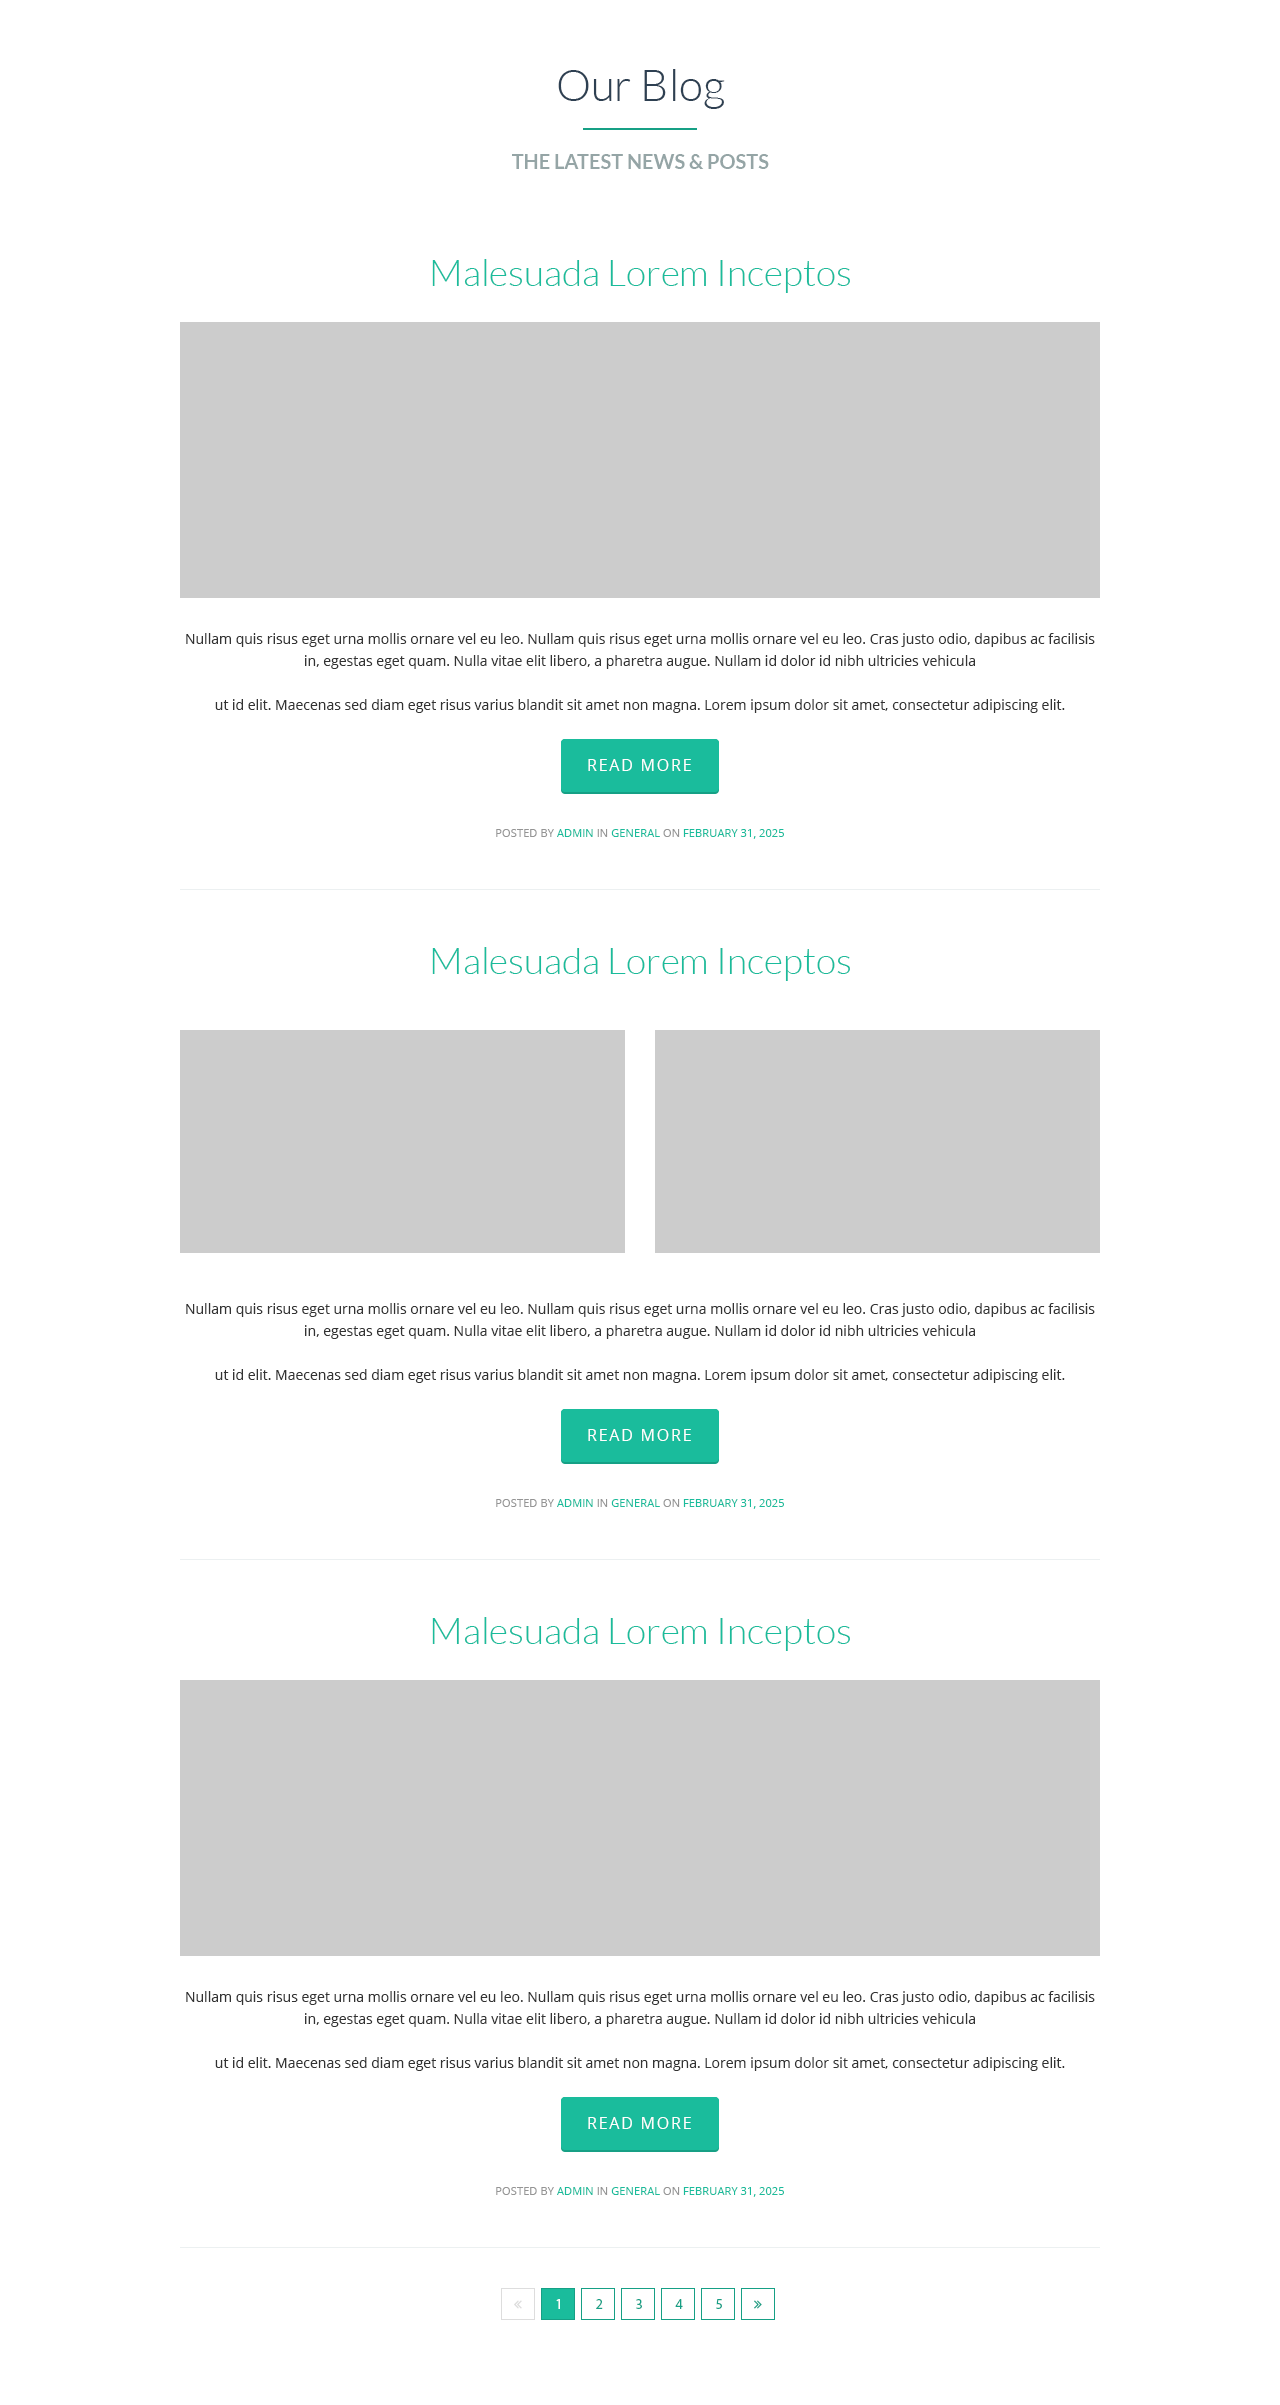 Our Blog
THE LATEST NEWS & POSTS
Malesuada Lorem Inceptos
Nullam quis risus eget urna mollis ornare vel eu leo. Nullam quis risus eget urna mollis ornare vel eu leo. Cras justo odio, dapibus ac facilisis
in, egestas eget quam. Nulla vitae elit libero, a pharetra augue. Nullam id dolor id nibh ultricies vehicula
ut id elit. Maecenas sed diam eget risus varius blandit sit amet non magna. Lorem ipsum dolor sit amet, consectetur adipiscing elit.
READ MORE
POSTED BY ADMIN IN GENERAL ON FEBRUARY 31, 2025
Malesuada Lorem Inceptos
Nullam quis risus eget urna mollis ornare vel eu leo. Nullam quis risus eget urna mollis ornare vel eu leo. Cras justo odio, dapibus ac facilisis
in, egestas eget quam. Nulla vitae elit libero, a pharetra augue. Nullam id dolor id nibh ultricies vehicula
ut id elit. Maecenas sed diam eget risus varius blandit sit amet non magna. Lorem ipsum dolor sit amet, consectetur adipiscing elit.
READ MORE
POSTED BY ADMIN IN GENERAL ON FEBRUARY 31, 2025
Malesuada Lorem Inceptos
Nullam quis risus eget urna mollis ornare vel eu leo. Nullam quis risus eget urna mollis ornare vel eu leo. Cras justo odio, dapibus ac facilisis
in, egestas eget quam. Nulla vitae elit libero, a pharetra augue. Nullam id dolor id nibh ultricies vehicula
ut id elit. Maecenas sed diam eget risus varius blandit sit amet non magna. Lorem ipsum dolor sit amet, consectetur adipiscing elit.
READ MORE
POSTED BY ADMIN IN GENERAL ON FEBRUARY 31, 2025
« 1 2 3 4 5 »